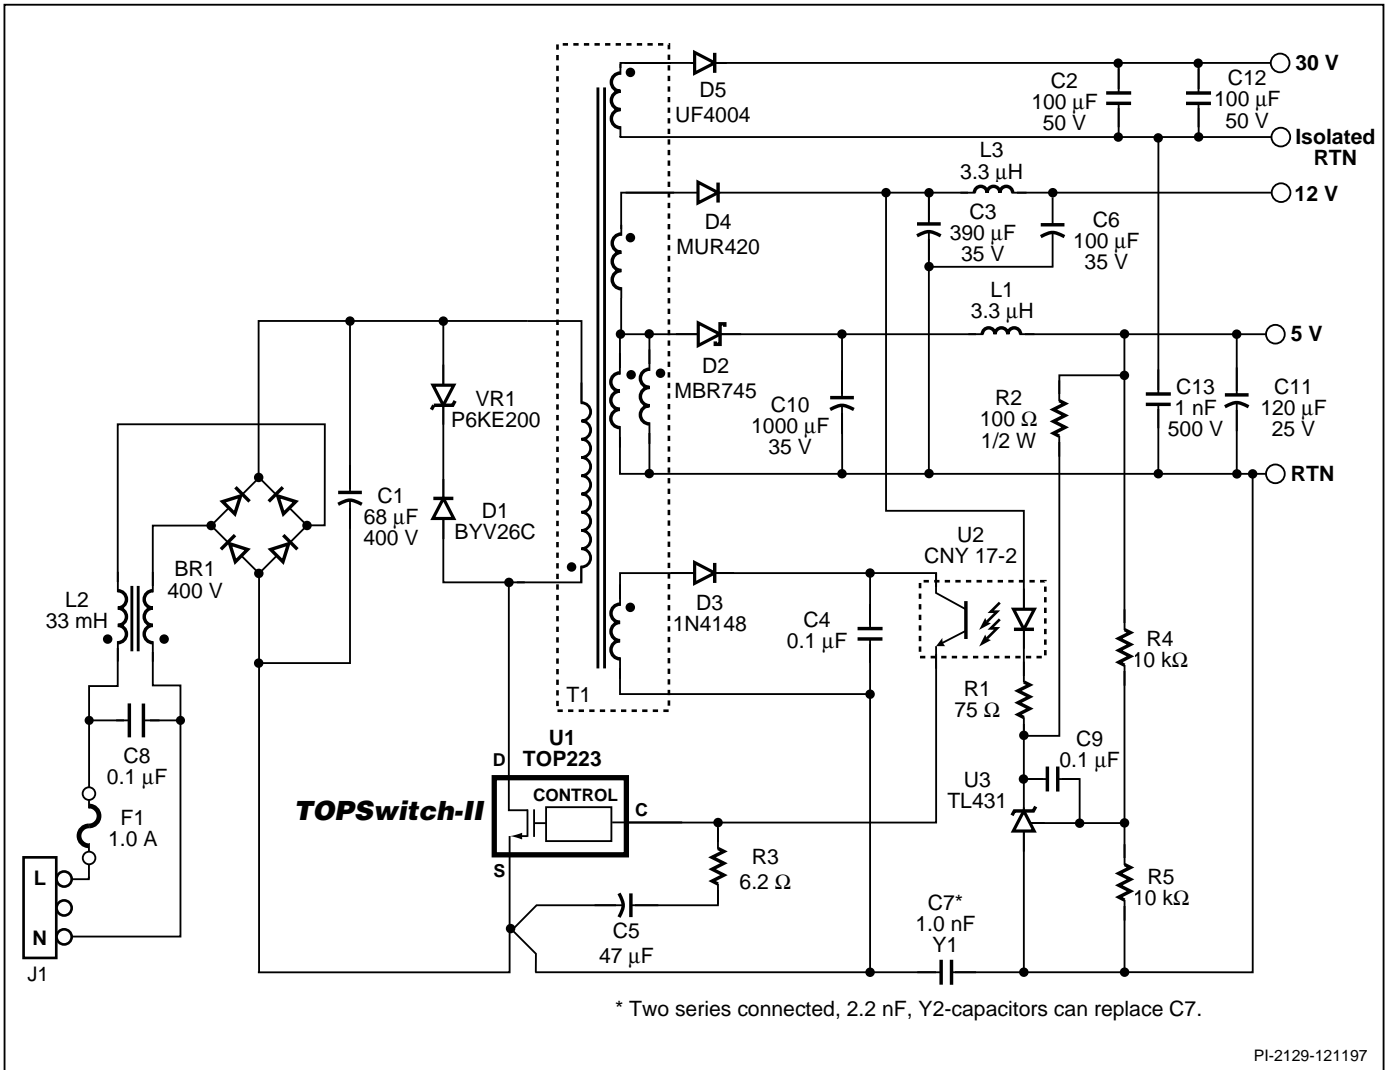 30 V
D5
UF4004
C2
100 µF
50 V
C12
100 µF
50 V
Isolated
RTN
L3
3.3 µH
12 V
D4
MUR420
C3
390 µF
35 V
C6
100 µF
35 V
L1
3.3 µH
5 V
D2
MBR745
VR1
P6KE200
C10
1000 µF
35 V
R2
100 Ω
1/2 W
C13
1 nF
500 V
C11
120 µF
25 V
RTN
C1
68 µF
400 V
D1
BYV26C
BR1
400 V
L2
33 mH
U2
CNY 17-2
D3
1N4148
C4
0.1 µF
R4
10 kΩ
T1
R1
75 Ω
C8
0.1 µF
U1
TOP223
D
TOPSwitch-II
CONTROL
C
S
C9
0.1 µF
U3
TL431
F1
1.0 A
R3
6.2 Ω
L
N
J1
C5
47 µF
C7*
1.0 nF
Y1
R5
10 kΩ
* Two series connected, 2.2 nF, Y2-capacitors can replace C7.
PI-2129-121197